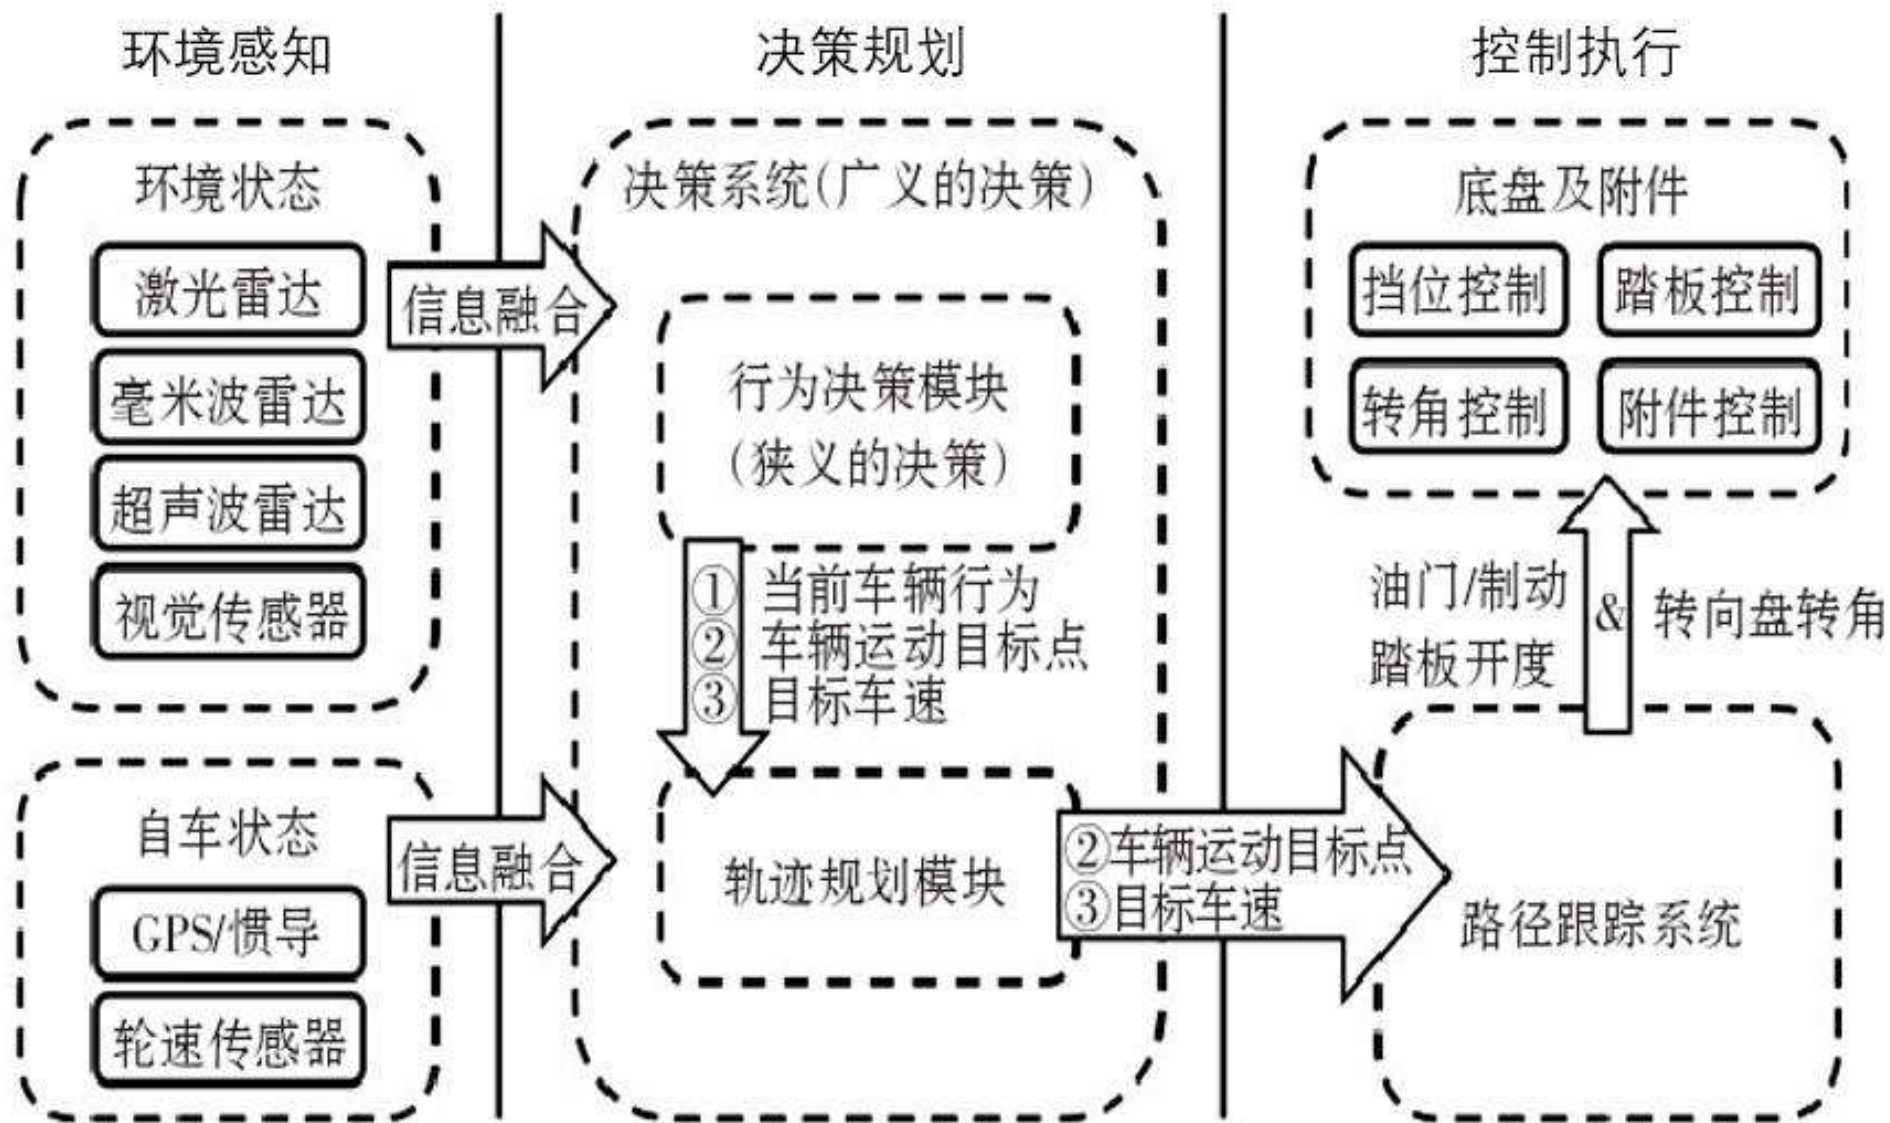 环境感知
环境状态
激光雷达
毫米波雷达
超声波雷达
视觉传感器
自车状态
GPS/惯导
轮速传感器
信息融合
信息融合
决策规划
决策系统(广义的决策)
行为决策模块
(狭义的决策)
①当前车辆行为
②车辆运动目标点
③目标车速
轨迹规划模块
②车辆运动目标点
③目标车速
控制执行
底盘及附件
挡位控制
踏板控制
转角控制
附件控制
油门/制动
踏板开度
&
转向盘转角
路径跟踪系统